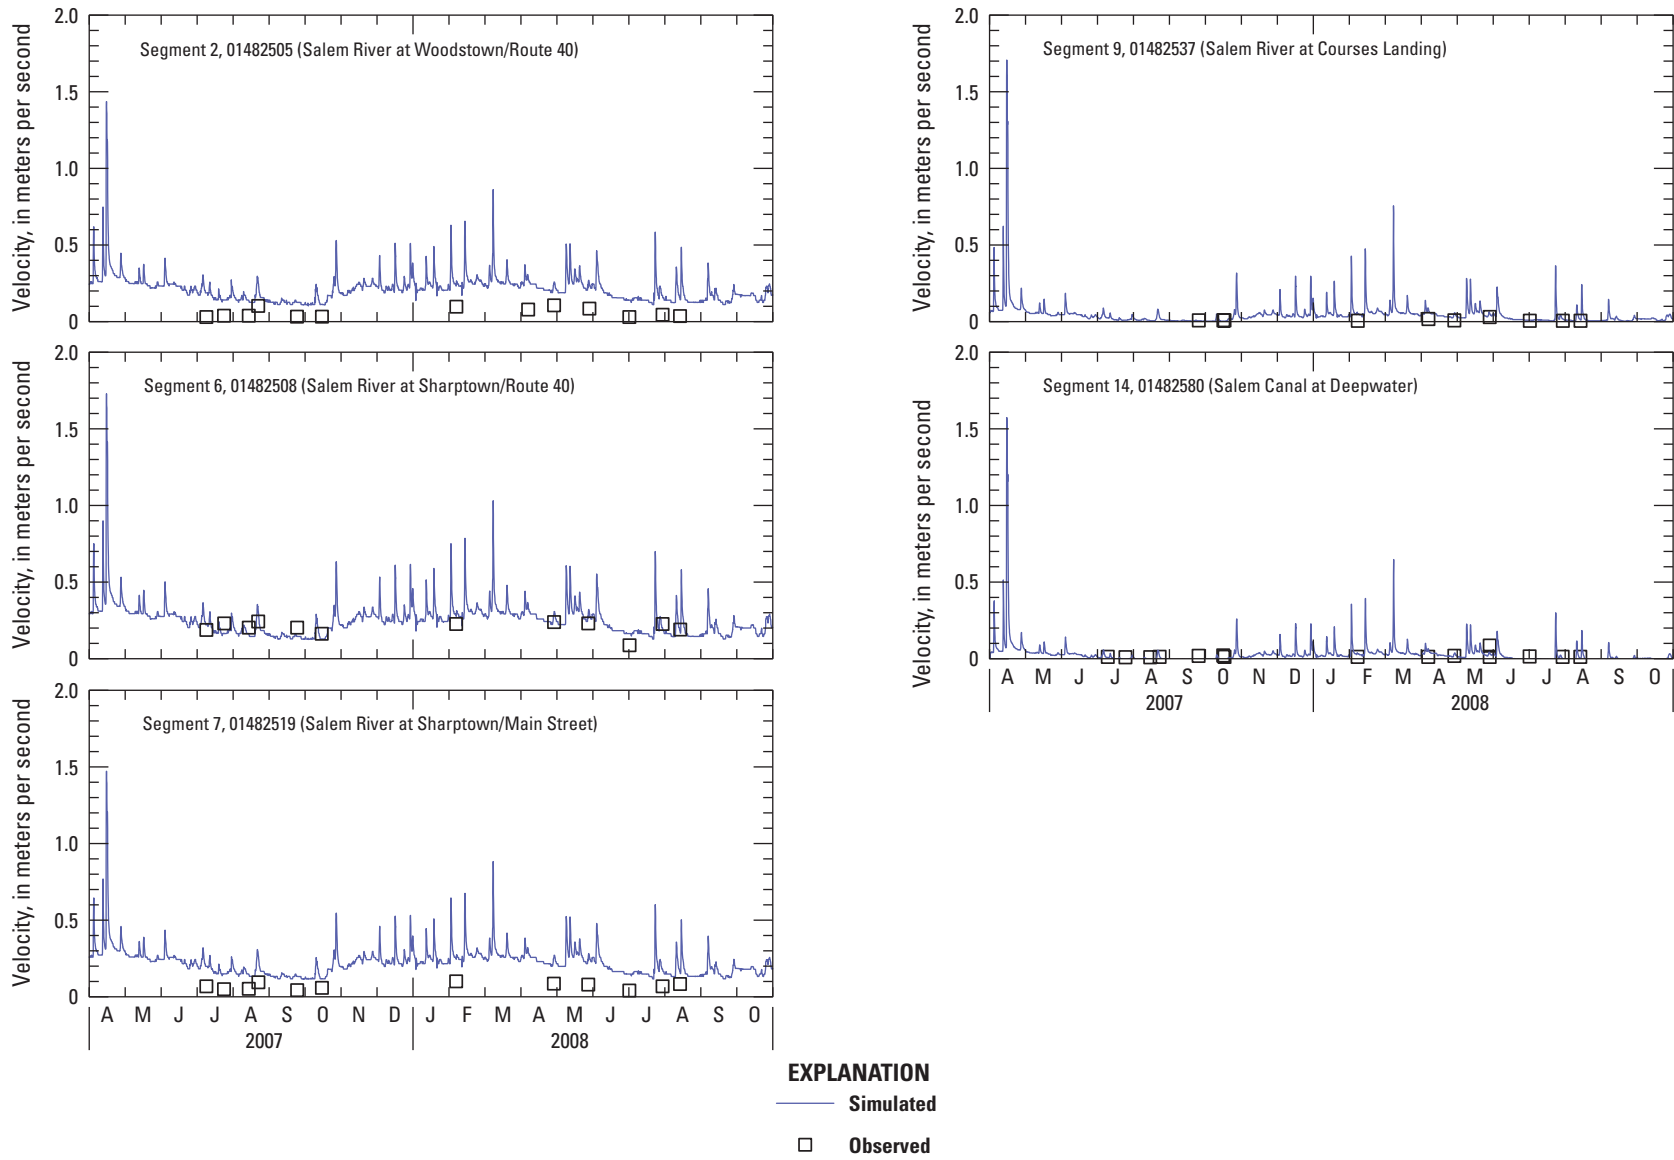 Velocity, in meters per second
2.0
1.5
1.0
0.5
0
Segment 2, 01482505 (Salem River at Woodstown/Route 40)
Velocity, in meters per second
2.0
1.5
1.0
0.5
0
Segment 6, 01482508 (Salem River at Sharptown/Route 40)
Velocity, in meters per second
2.0
1.5
1.0
0.5
0
Segment 7, 01482519 (Salem River at Sharptown/Main Street)
A M J J A S O N D J F M A M J J A S O
2007 2008
Velocity, in meters per second
2.0
1.5
1.0
0.5
0
Segment 9, 01482537 (Salem River at Courses Landing)
Velocity, in meters per second
2.0
1.5
1.0
0.5
0
Segment 14, 01482580 (Salem Canal at Deepwater)
A M J J A S O N D J F M A M J J A S O
2007 2008
EXPLANATION
Simulated
Observed